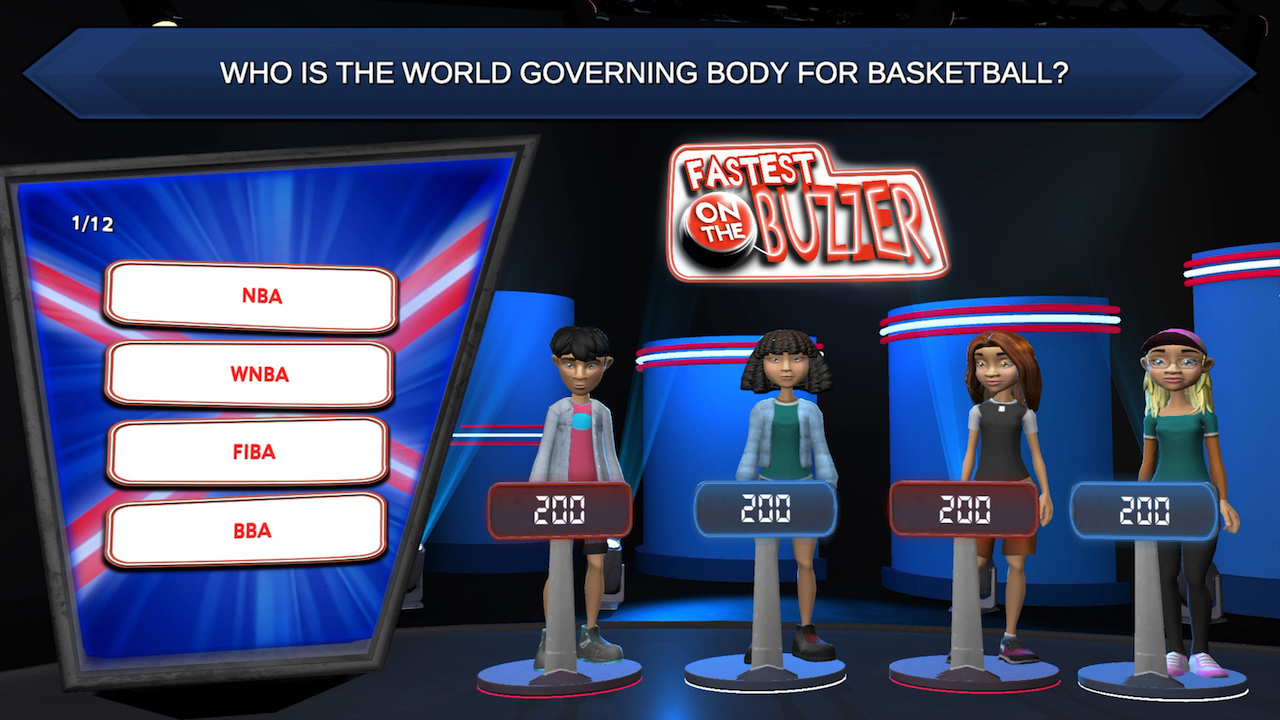 WHO IS THE WORLD GOVERNING BODY FOR BASKETBALL?
FASTEST
ON THE
BUZZER
1/12
NBA
WNBA
FIBA
BBA
200
200
200
200